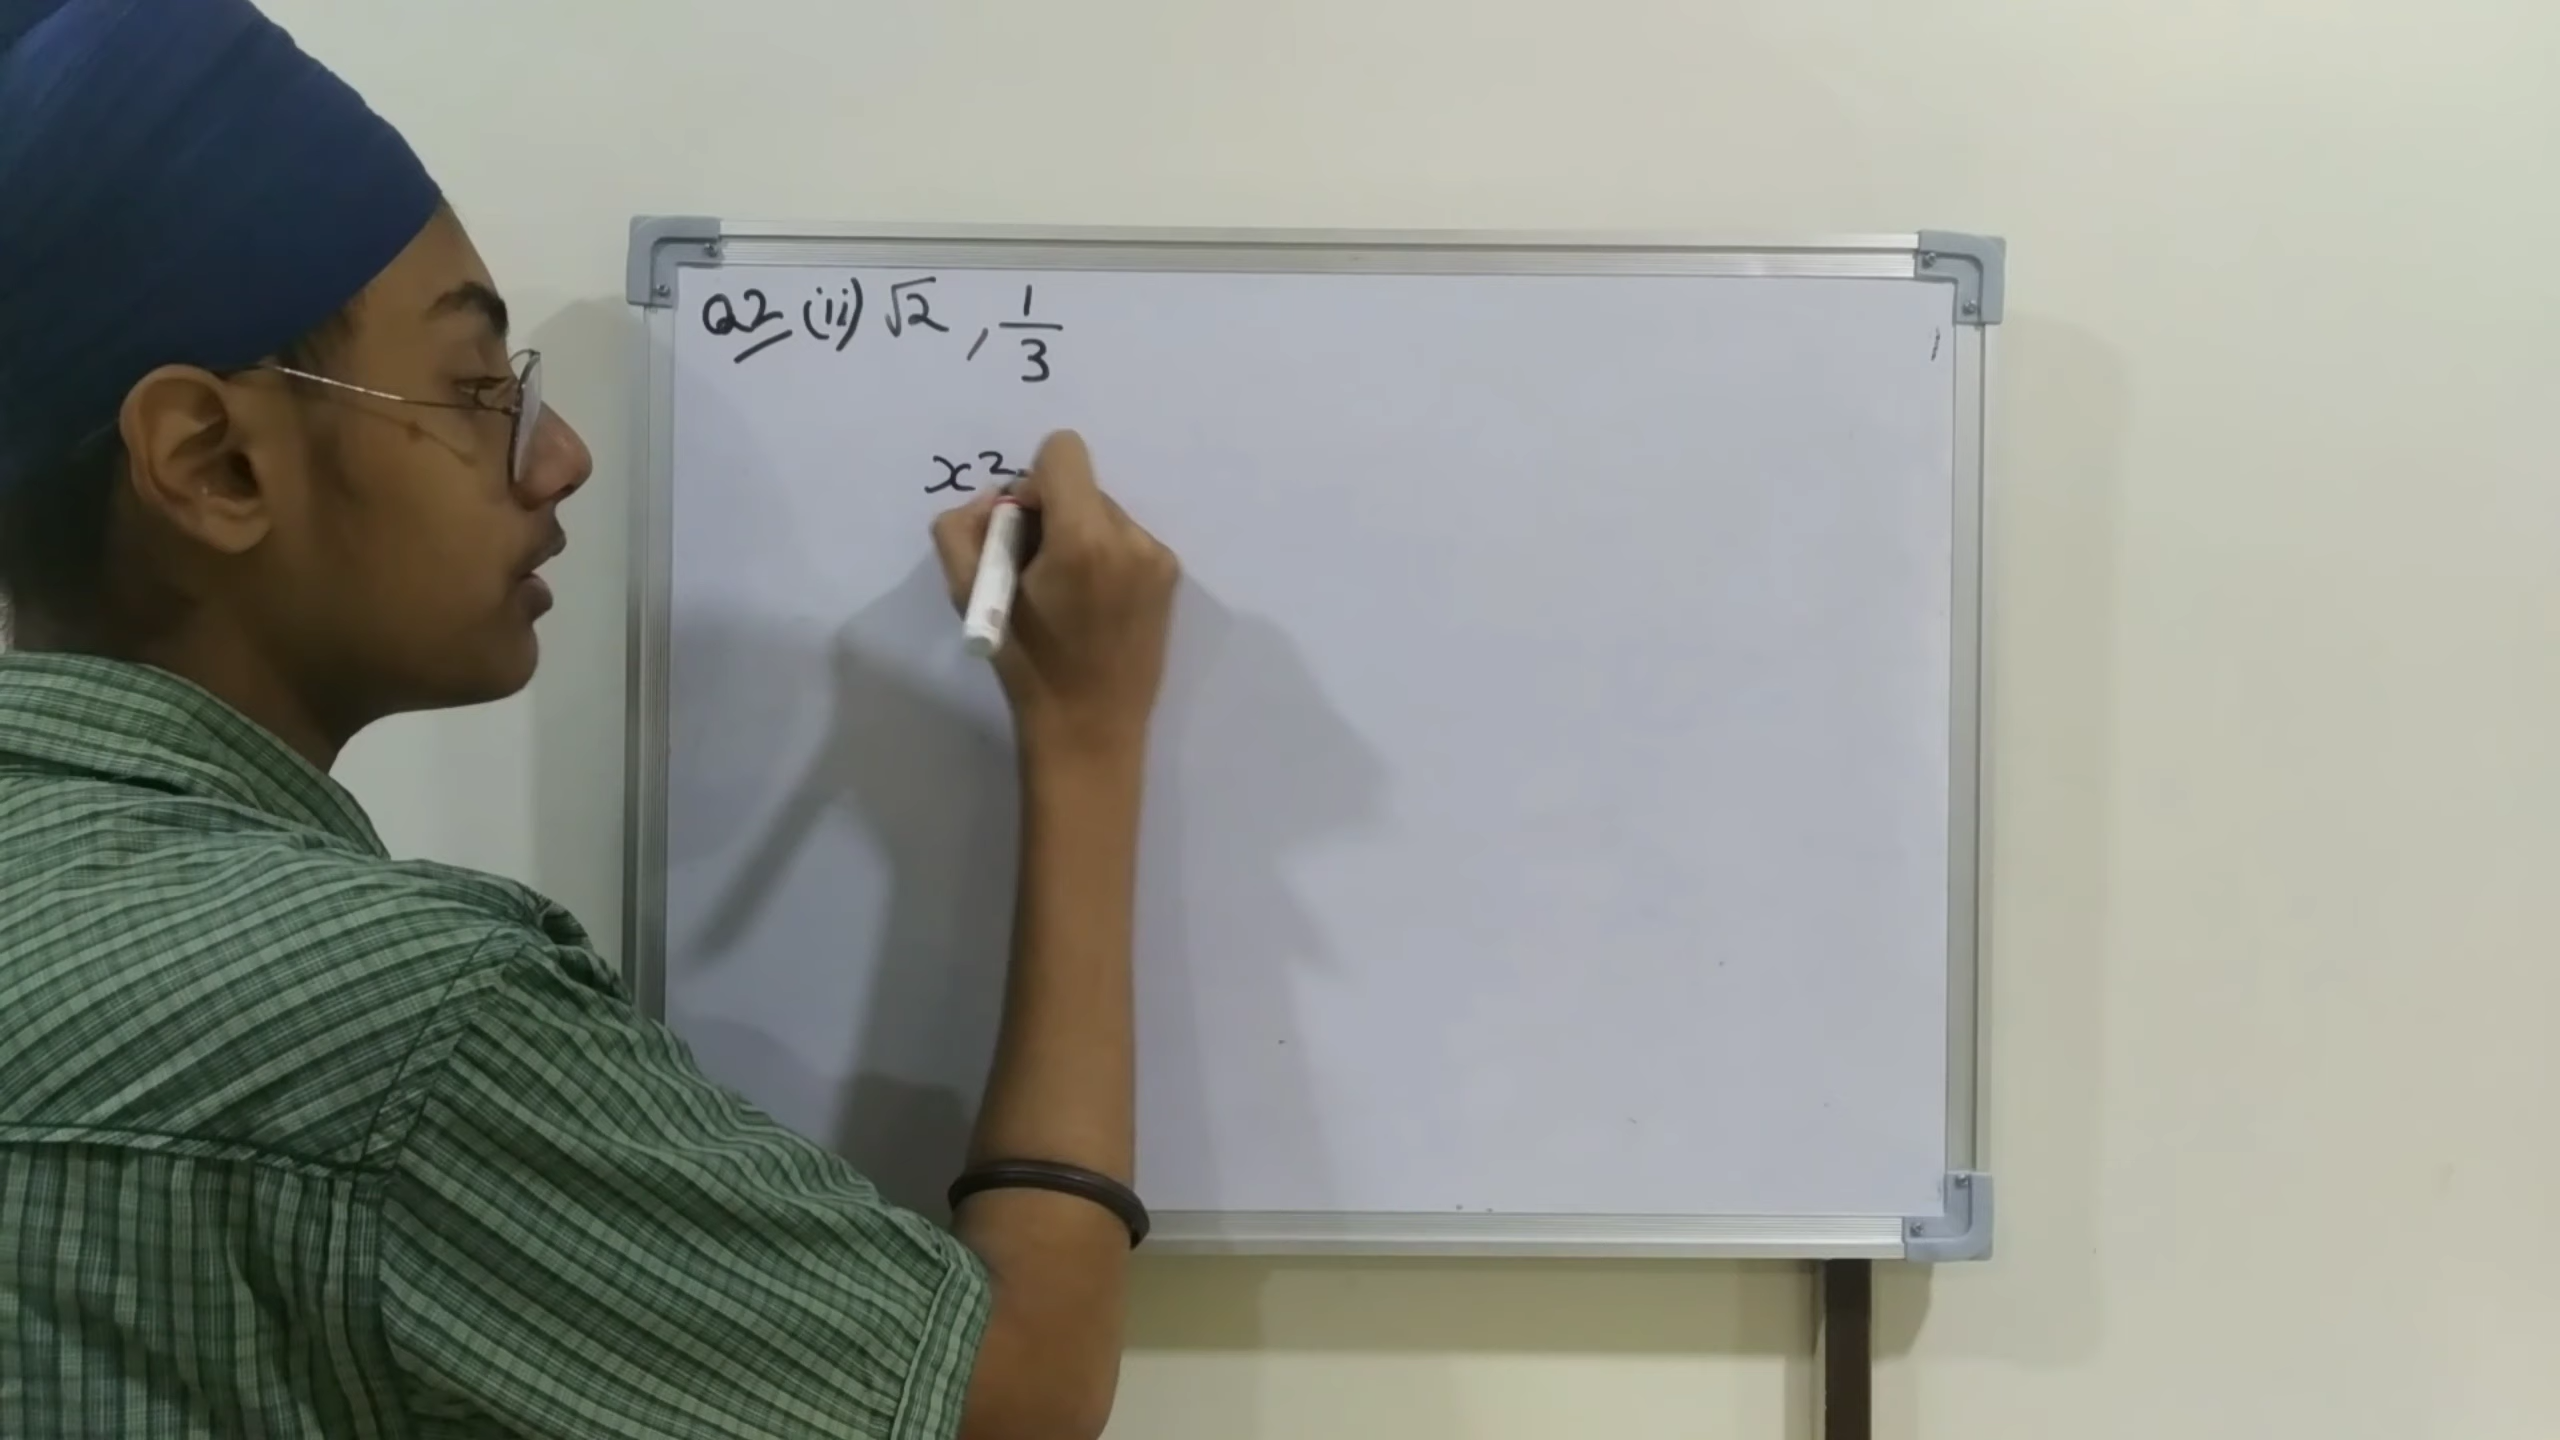 Q2 (ii) √2 , 1/3
x² -